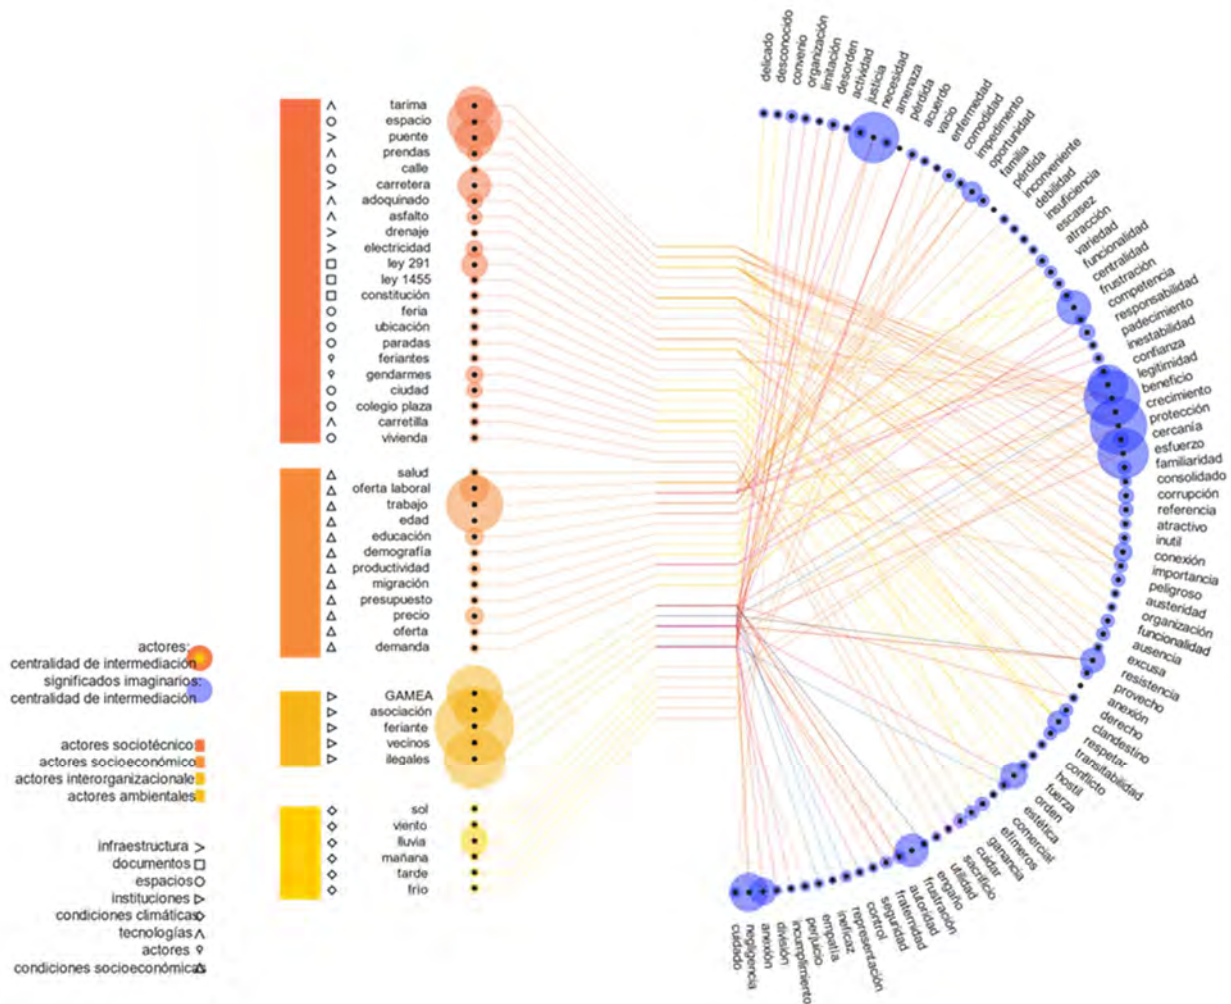 tarima
espacio
puente
prendas
calle
carretera
adoquinado
asfalto
drenaje
electricidad
ley 291
ley 1455
constitución
feria
ubicación
paradas
feriantes
gendarmes
ciudad
colegio plaza
carretilla
vivienda
salud
oferta laboral
trabajo
edad
educación
demografía
productividad
migración
presupuesto
precio
oferta
demanda
GAMEA
asociación
feriante
vecinos
ilegales
sol
viento
lluvia
mañana
tarde
frío
actores:
centralidad de intermediación
significados imaginarios:
centralidad de intermediación
actores sociotécnico
actores socioeconómico
actores interorganizacionale
actores ambientales
infraestructura
documentos
espacios
instituciones
condiciones climáticas
tecnologías
actores
condiciones socioeconómicas
delicado
desconocido
convenio
organización
limitación
desorden
actividad
justicia
necesidad
amenaza
pérdida
acuerdo
vacio
enfermedad
comodidad
impedimento
oportunidad
familia
pérdida
inconveniente
debilidad
insuficiencia
escasez
atracción
variedad
funcionalidad
centralidad
frustración
competencia
responsabilidad
padecimiento
inestabilidad
confianza
legitimidad
beneficio
crecimiento
protección
cercanía
esfuerzo
familiaridad
consolidado
corrupción
referencia
atractivo
inutil
conexión
importancia
peligroso
austeridad
organización
funcionalidad
ausencia
excusa
resistencia
provecho
anexión
derecho
clandestino
respetar
transitabilidad
conflicto
hostil
fuerza
orden
estética
comercial
efímeros
ganancia
cuidar
sacrificio
utilidad
engaño
frustración
autoridad
fraternidad
seguridad
control
representación
ineficaz
empatía
perjuicio
incumplimiento
división
anexión
negligencia
cuidado